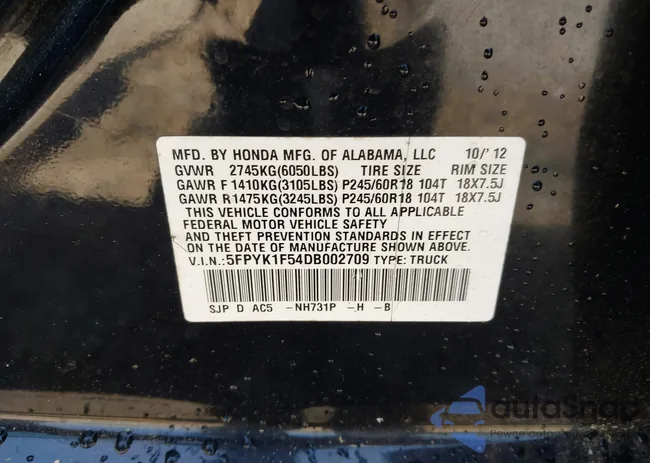 MFD. BY HONDA MFG. OF ALABAMA, LLC 10/'12
GVWR 2745KG(6050LBS) TIRE SIZE RIM SIZE
GAWR F 1410KG(3105LBS) P245/60R18 104T 18X7.5J
GAWR R1475KG(3245LBS) P245/60R18 104T 18X7.5J
THIS VEHICLE CONFORMS TO ALL APPLICABLE
FEDERAL MOTOR VEHICLE SAFETY BUMPER
AND THEFT PREVENTION STANDARDS IN EFFECT
ON THE DATE OF MANUFACTURE SHOWN ABOVE.
V.I.N.:5FPYK1F54DB002709 TYPE: TRUCK
SJP D AC5 -NH731P -H -B
autoSnap